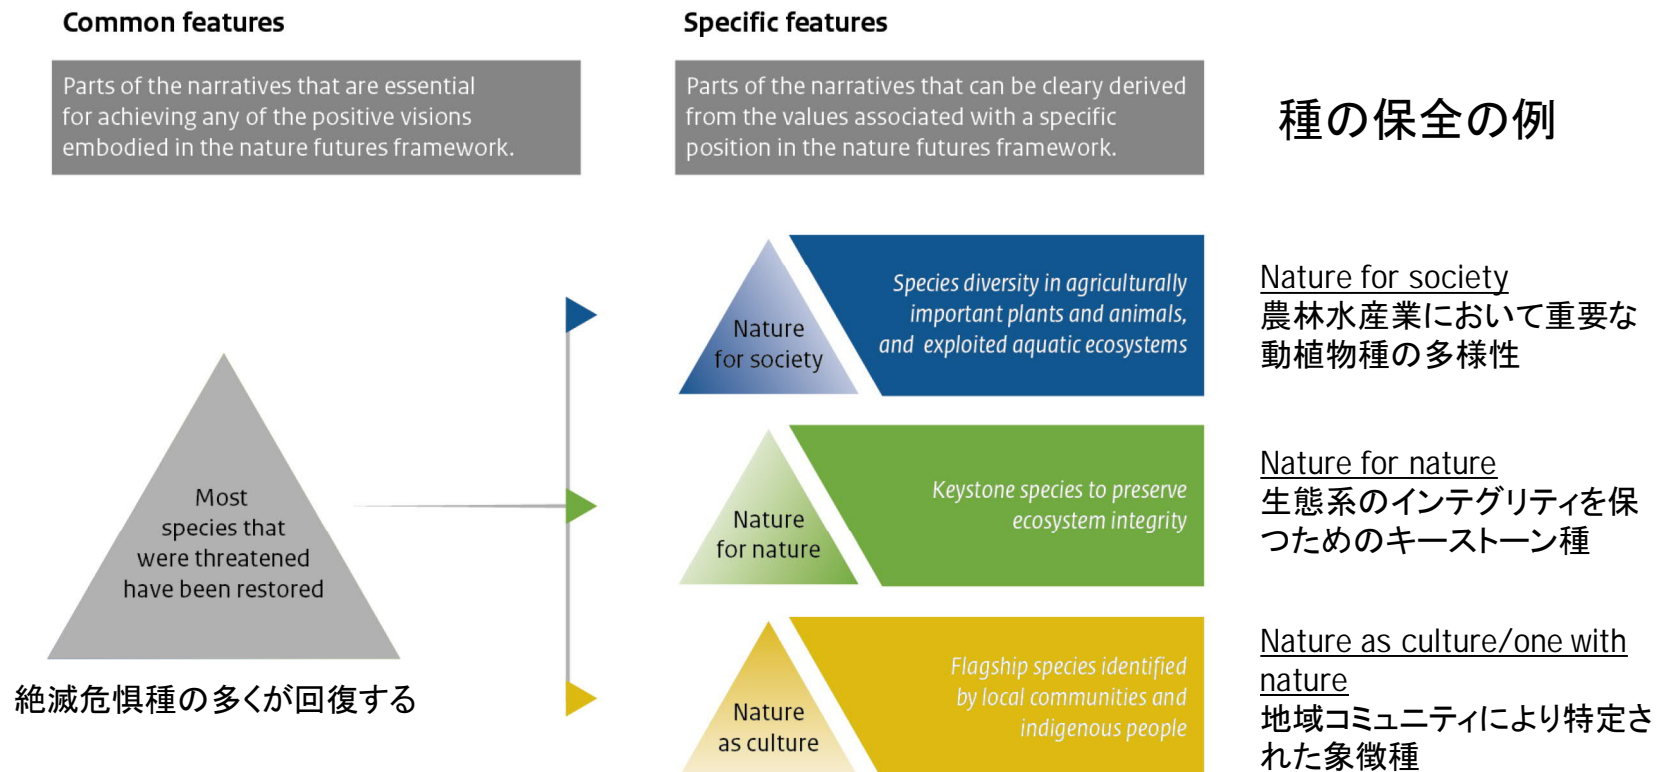 Common features
Parts of the narratives that are essential
for achieving any of the positive visions
embodied in the nature futures framework.
Specific features
Parts of the narratives that can be cleary derived
from the values associated with a specific
position in the nature futures framework.
種の保全の例
Most
species that
were threatened
have been restored
絶滅危惧種の多くが回復する
Nature
for society
Species diversity in agriculturally
important plants and animals,
and exploited aquatic ecosystems
Nature for society
農林水産業において重要な
動植物種の多様性
Nature
for nature
Keystone species to preserve
ecosystem integrity
Nature for nature
生態系のインテグリティを保
つためのキーストーン種
Nature
as culture
Flagship species identified
by local communities and
indigenous people
Nature as culture/one with
nature
地域コミュニティにより特定さ
れた象徴種